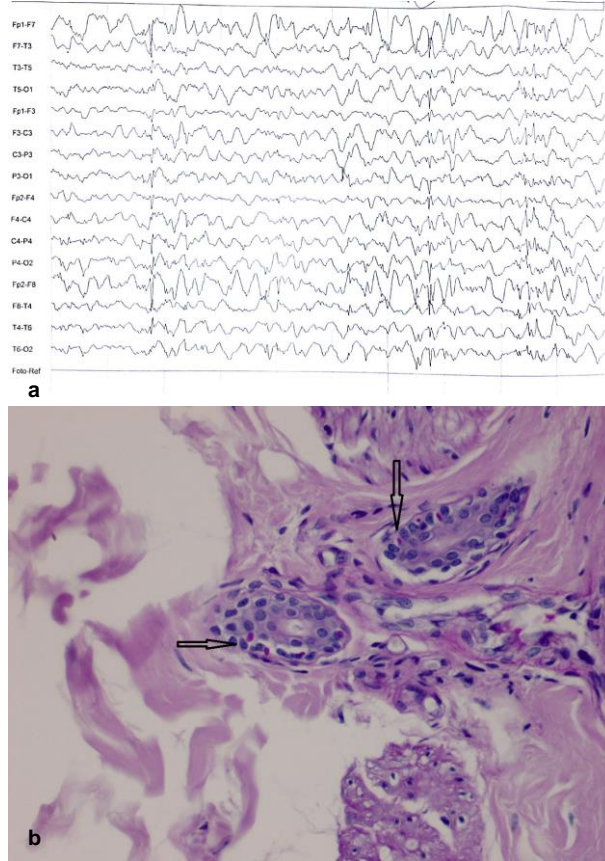 Fp1-F7
F7-T3
T3-T5
T5-O1
Fp1-F3
F3-C3
C3-P3
P3-O1
Fp2-F4
F4-C4
C4-P4
P4-O2
Fp2-F8
F8-T4
T4-T6
T6-O2
Foto-Ref
a
b